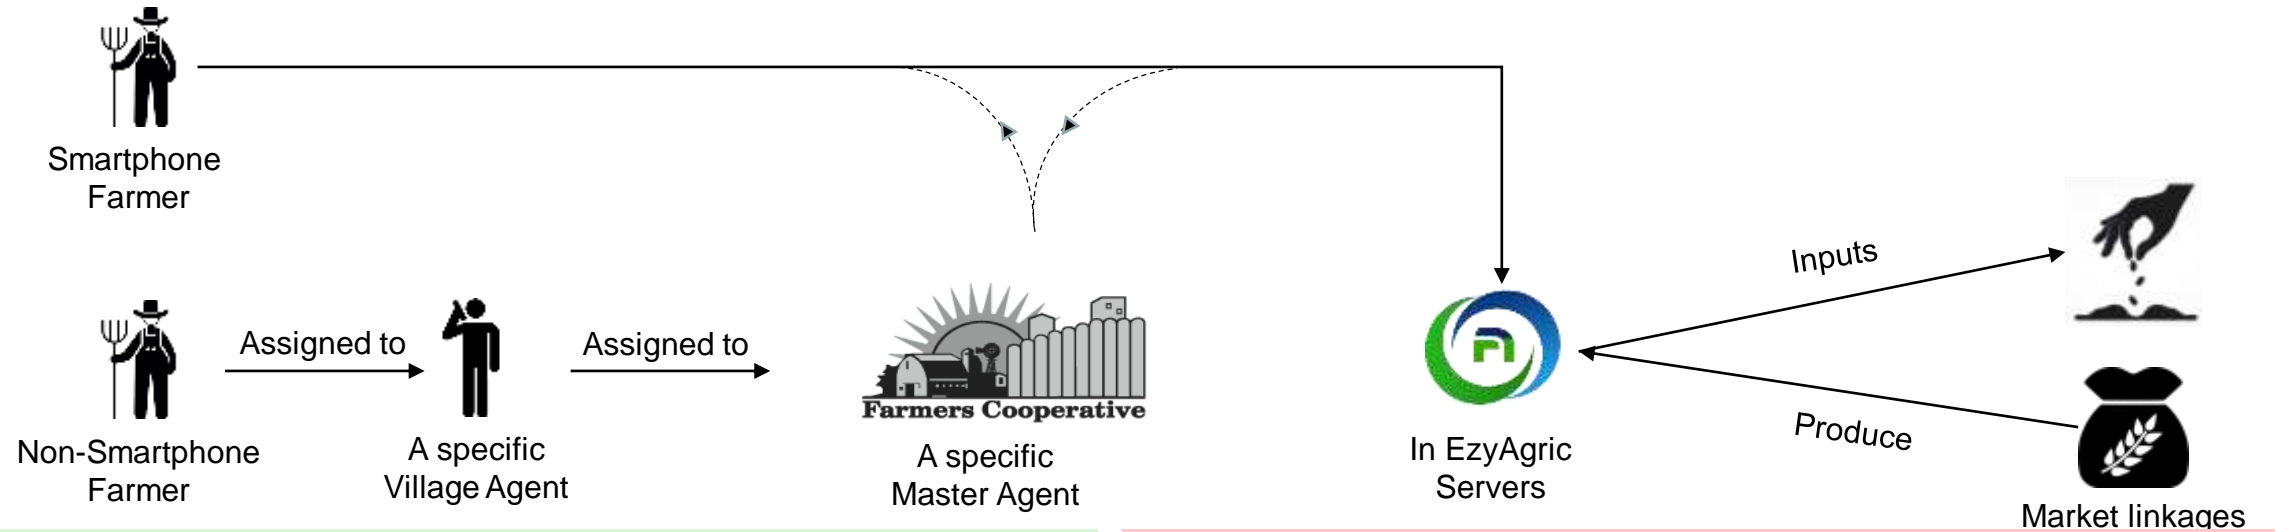 Smartphone
Farmer
Inputs
Assigned to
Assigned to
Farmers Cooperative
Produce
Non-Smartphone
Farmer
A specific
Village Agent
A specific
Master Agent
In EzyAgric
Servers
Market linkages